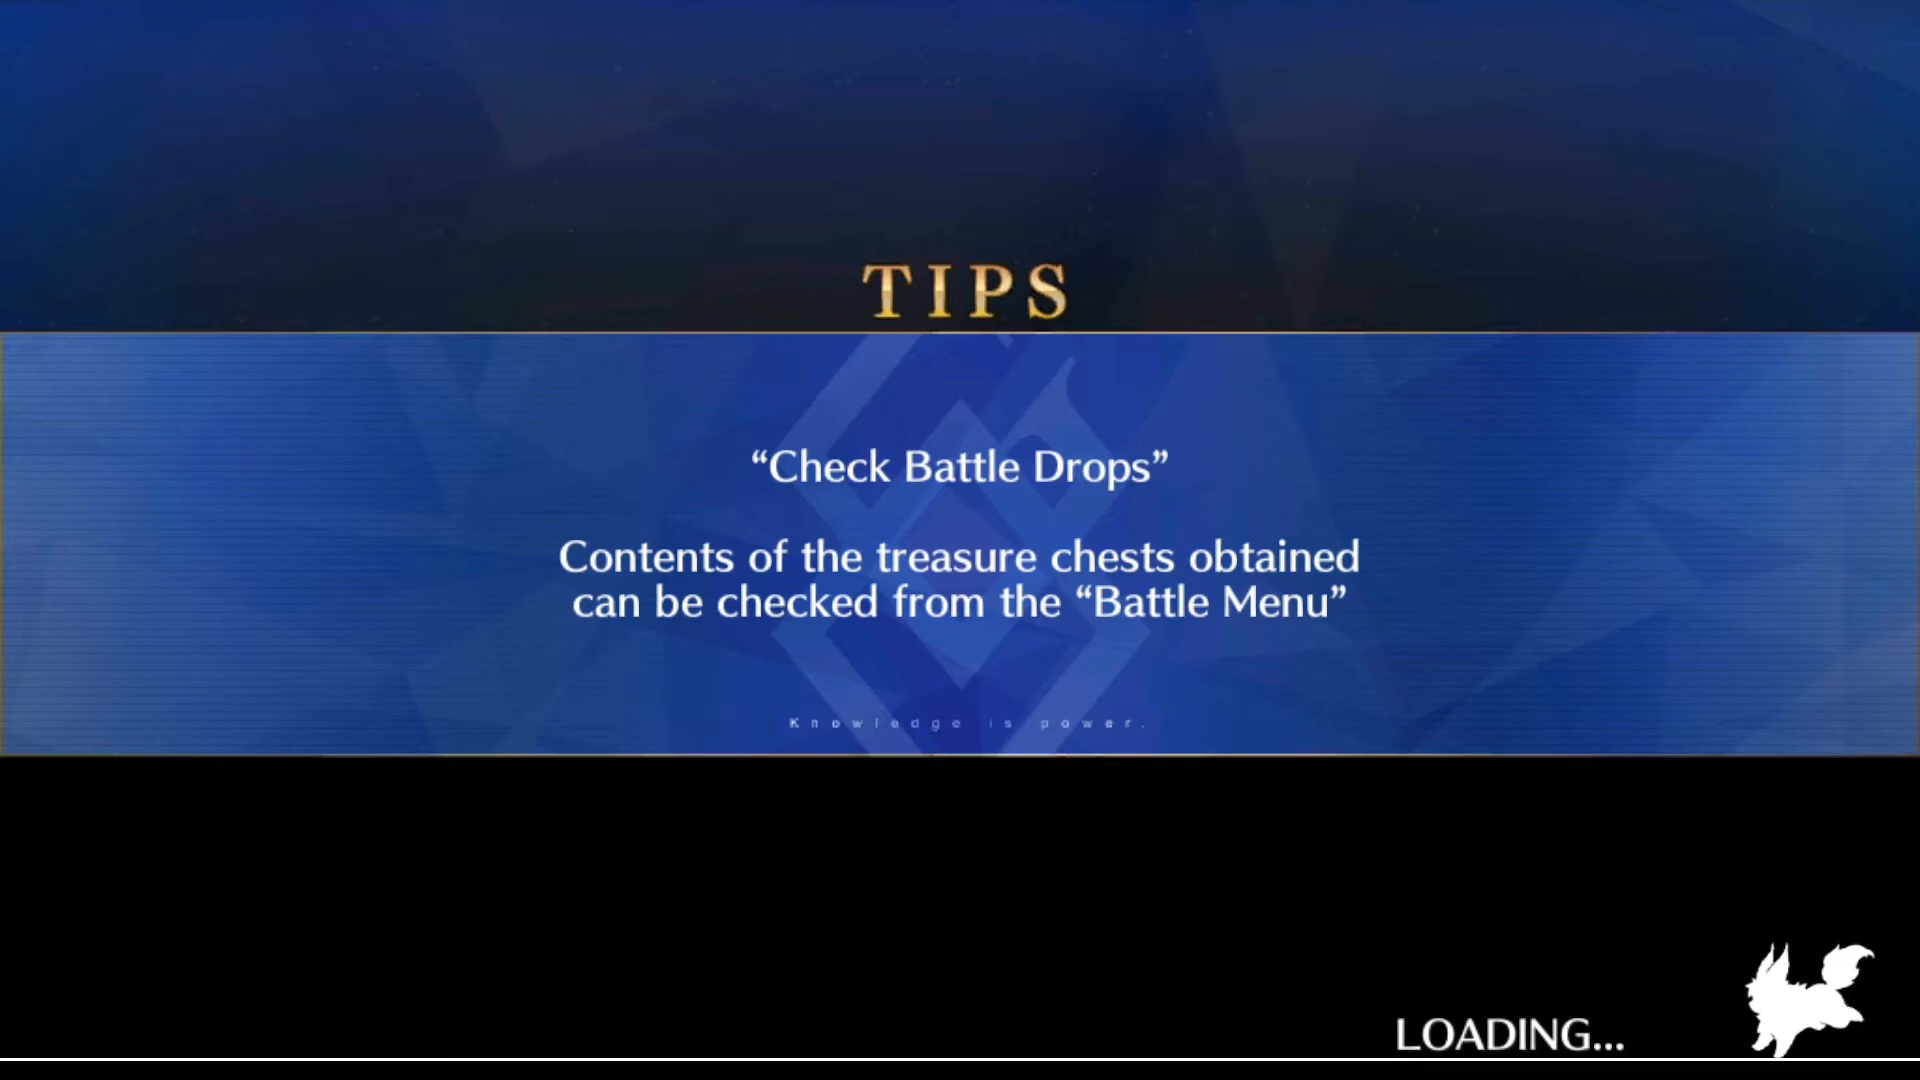 TIPS
“Check Battle Drops”
Contents of the treasure chests obtained
can be checked from the “Battle Menu”
Knowledge is power.
LOADING...